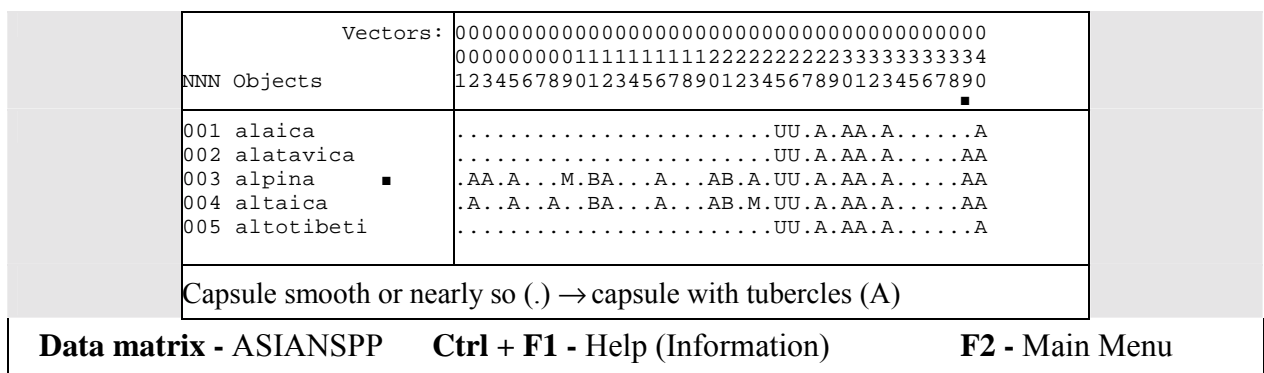 Vectors: 0000000000000000000000000000000000000000
0000000001111111111222222222233333333334
NNN Objects 1234567890123456789012345678901234567890
■
001 alaica ........................UU.A.AA.A......A
002 alatavica ........................UU.A.AA.A.....AA
003 alpina ■ .AA.A...M.BA...A...AB.A.UU.A.AA.A.....AA
004 altaica .A..A..A..BA...A...AB.M.UU.A.AA.A.....AA
005 altotibeti ........................UU.A.AA.A......A
Capsule smooth or nearly so (.) → capsule with tubercles (A)
Data matrix - ASIANSPP Ctrl + F1 - Help (Information) F2 - Main Menu